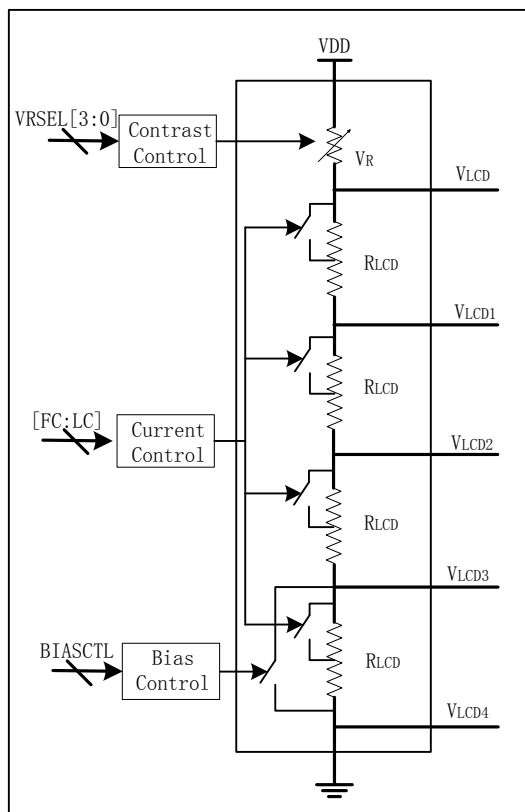 VDD
VRSEL[3:0]
Contrast
Control
VR
VLCD
RLCD
VLCD1
RLCD
[FC:LC]
Current
Control
VLCD2
RLCD
VLCD3
BIASCTL
Bias
Control
RLCD
VLCD4